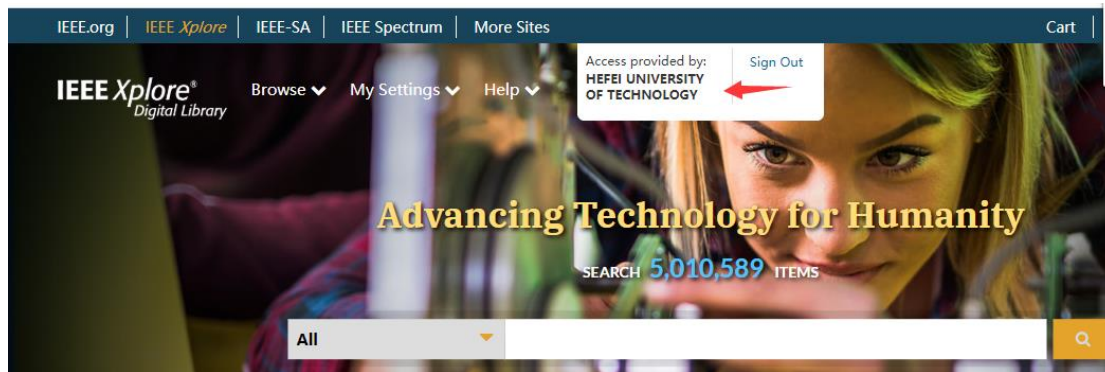 IEEE.org | IEEE Xplore | IEEE-SA | IEEE Spectrum | More Sites Cart |
Access provided by: Sign Out
HEFEI UNIVERSITY
OF TECHNOLOGY
IEEE Xplore® Browse My Settings Help
Digital Library
Advancing Technology for Humanity
SEARCH 5,010,589 ITEMS
All